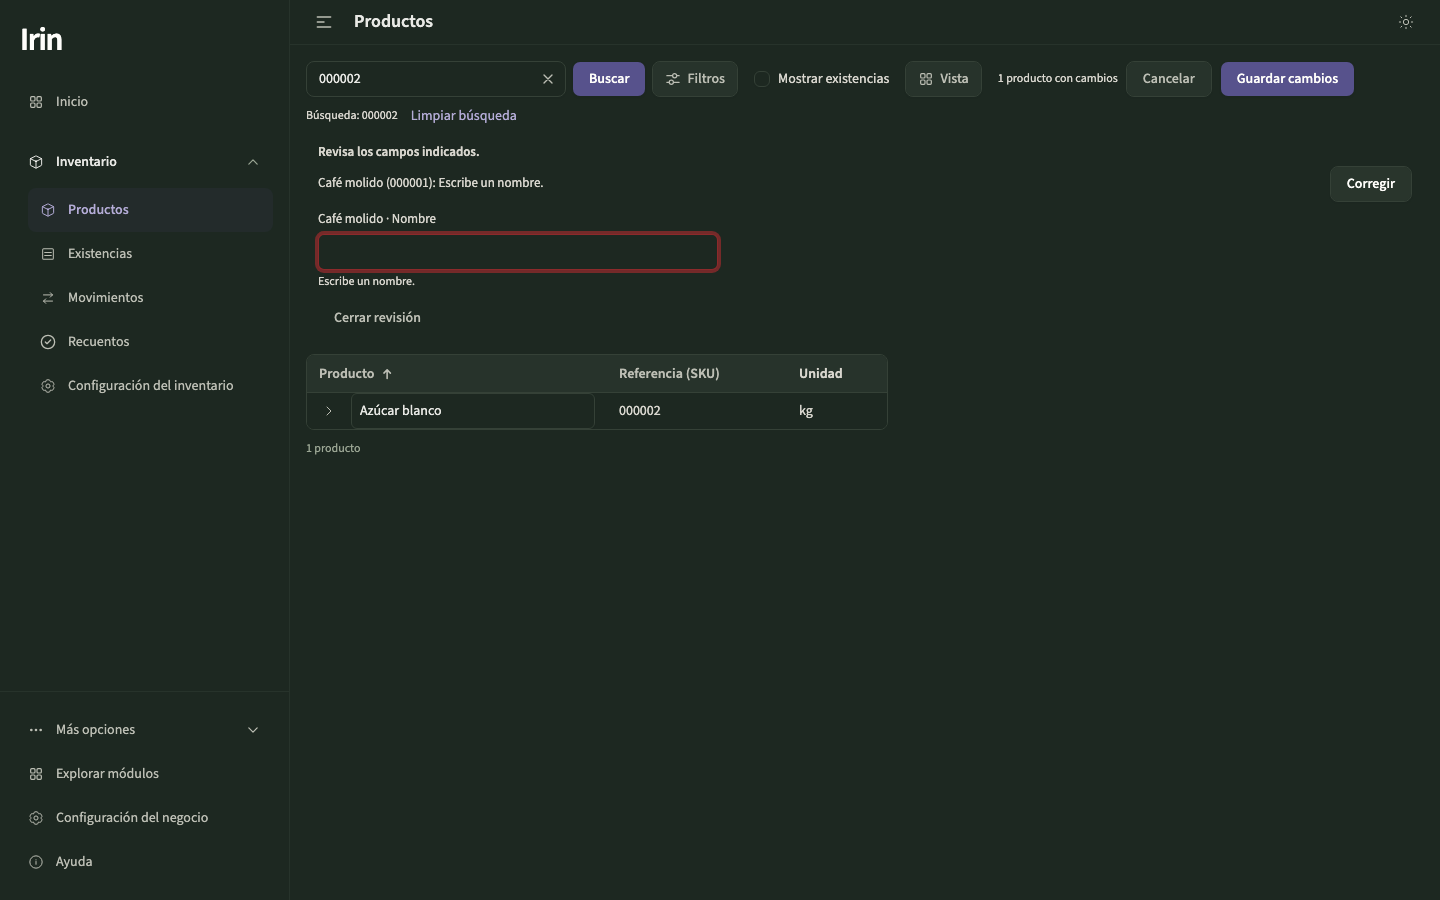 Irin
Inicio
Inventario
Productos
Existencias
Movimientos
Recuentos
Configuración del inventario
Más opciones
Explorar módulos
Configuración del negocio
Ayuda
Productos
000002
Buscar
Filtros
Mostrar existencias
Vista
1 producto con cambios
Cancelar
Guardar cambios
Búsqueda: 000002
Limpiar búsqueda
Revisa los campos indicados.
Café molido (000001): Escribe un nombre.
Corregir
Café molido · Nombre
Escribe un nombre.
Cerrar revisión
Producto Referencia (SKU) Unidad
Azúcar blanco 000002 kg
1 producto